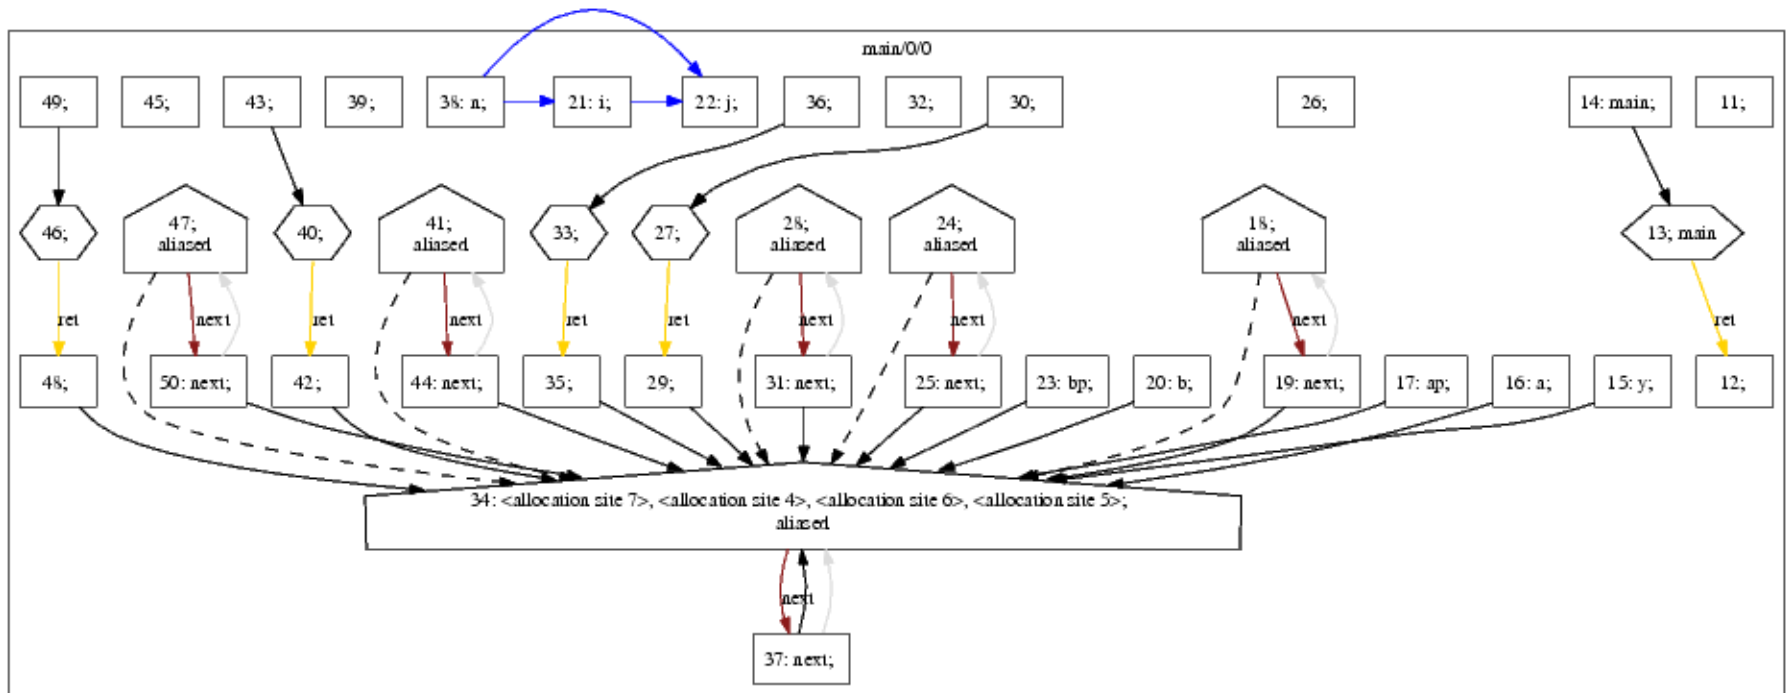 main/0/0
49;
45;
43;
39;
38: n;
21: i;
22: j;
36;
32;
30;
26;
14: main;
11;
46;
47;
aliased
40;
41;
aliased
33;
27;
28;
aliased
24;
aliased
18;
aliased
13; main
ret
next
ret
next
ret
ret
next
next
next
ret
48;
50: next;
42;
44: next;
35;
29;
31: next;
25: next;
23: bp;
20: b;
19: next;
17: ap;
16: a;
15: y;
12;
34: <allocation site 7>, <allocation site 4>, <allocation site 6>, <allocation site 5>;
aliased
next
37: next;